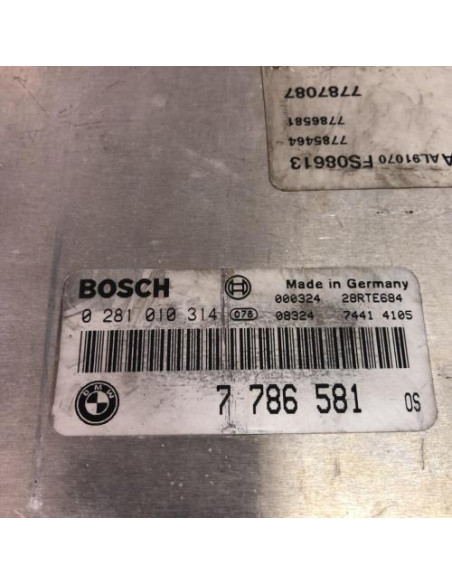 7787087
7786581
7785464
A AL91070 FS08613
BOSCH
Made in Germany
000324 28RTE684
0 281 010 314 078 08324 7441 4105
BMW
7 786 581 OS